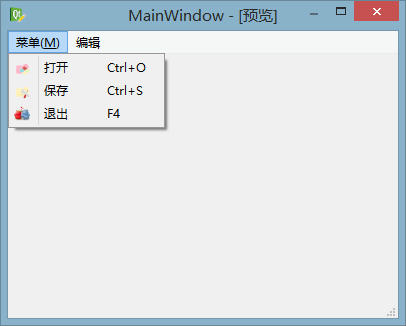 MainWindow - [预览]
菜单(M) 编辑
打开 Ctrl+O
保存 Ctrl+S
退出 F4